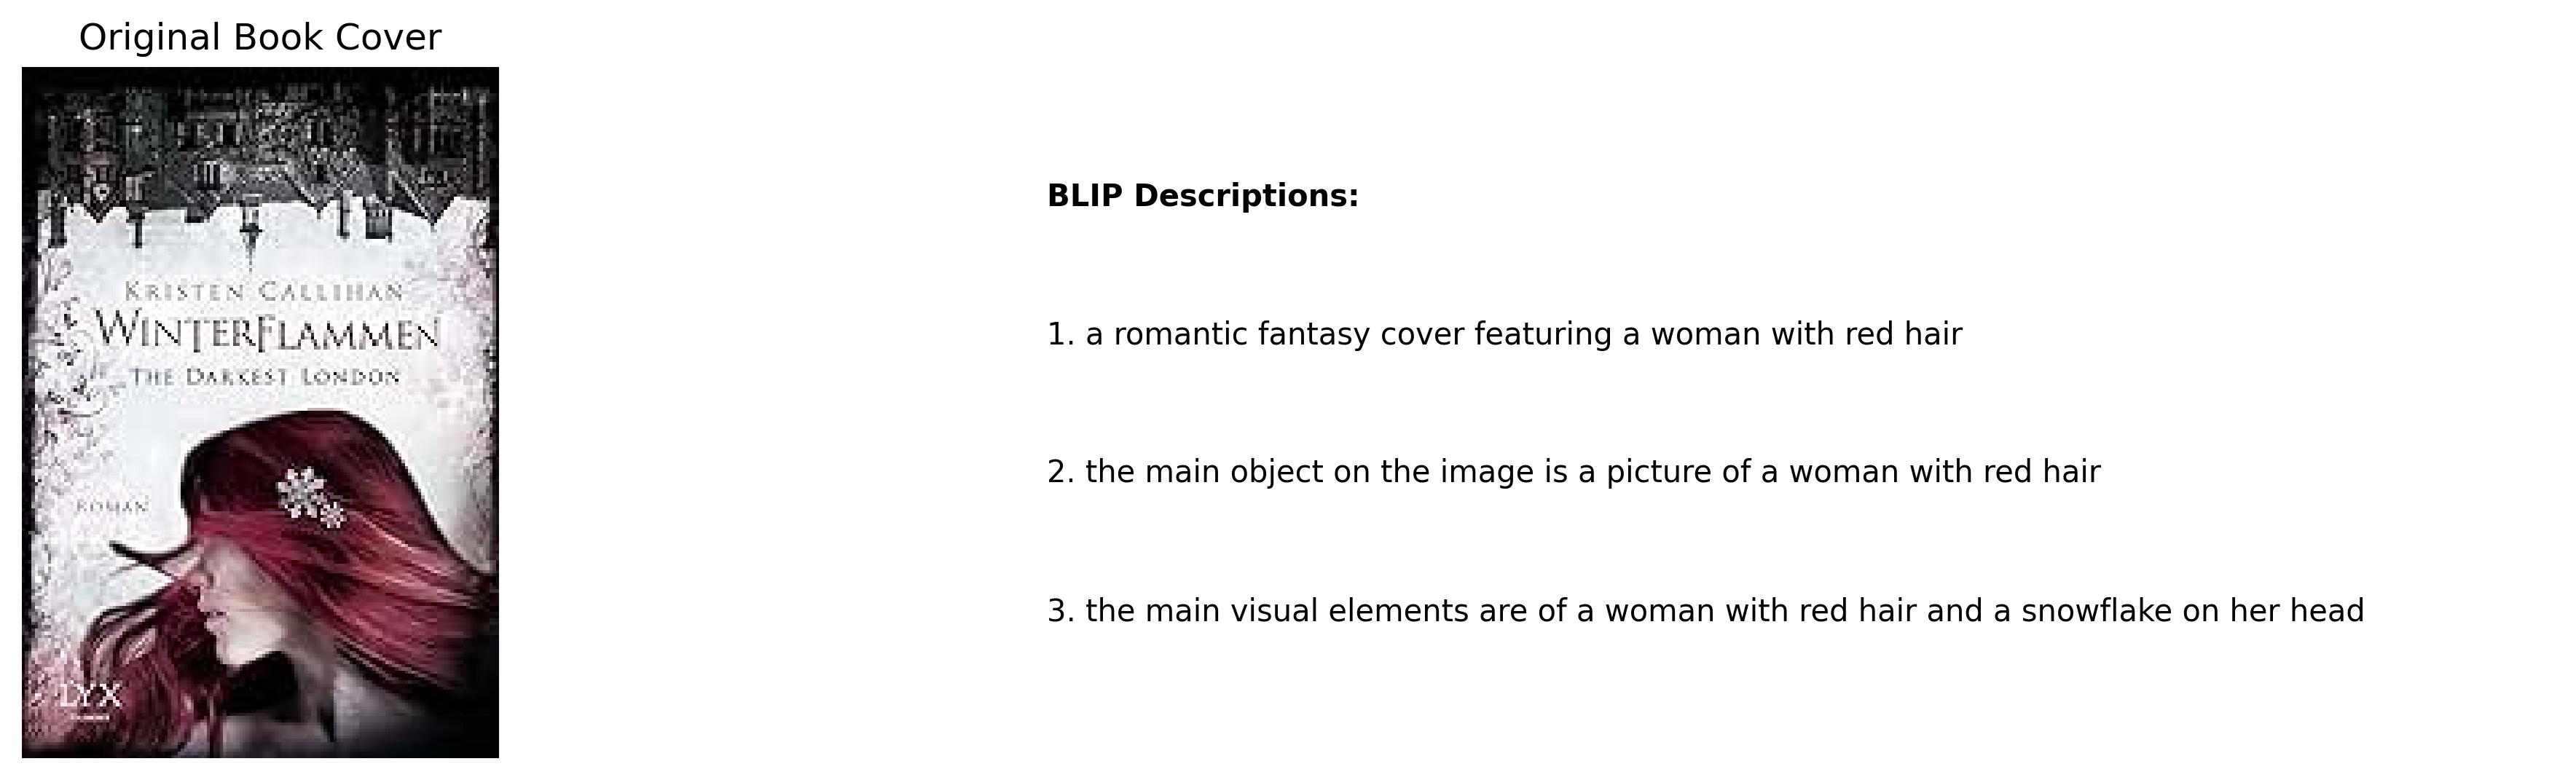 Original Book Cover
KRISTEN CALLIHAN
WINTERFLAMMEN
THE DARKEST LONDON
ROMAN
LYX
BLIP Descriptions:
1. a romantic fantasy cover featuring a woman with red hair
2. the main object on the image is a picture of a woman with red hair
3. the main visual elements are of a woman with red hair and a snowflake on her head